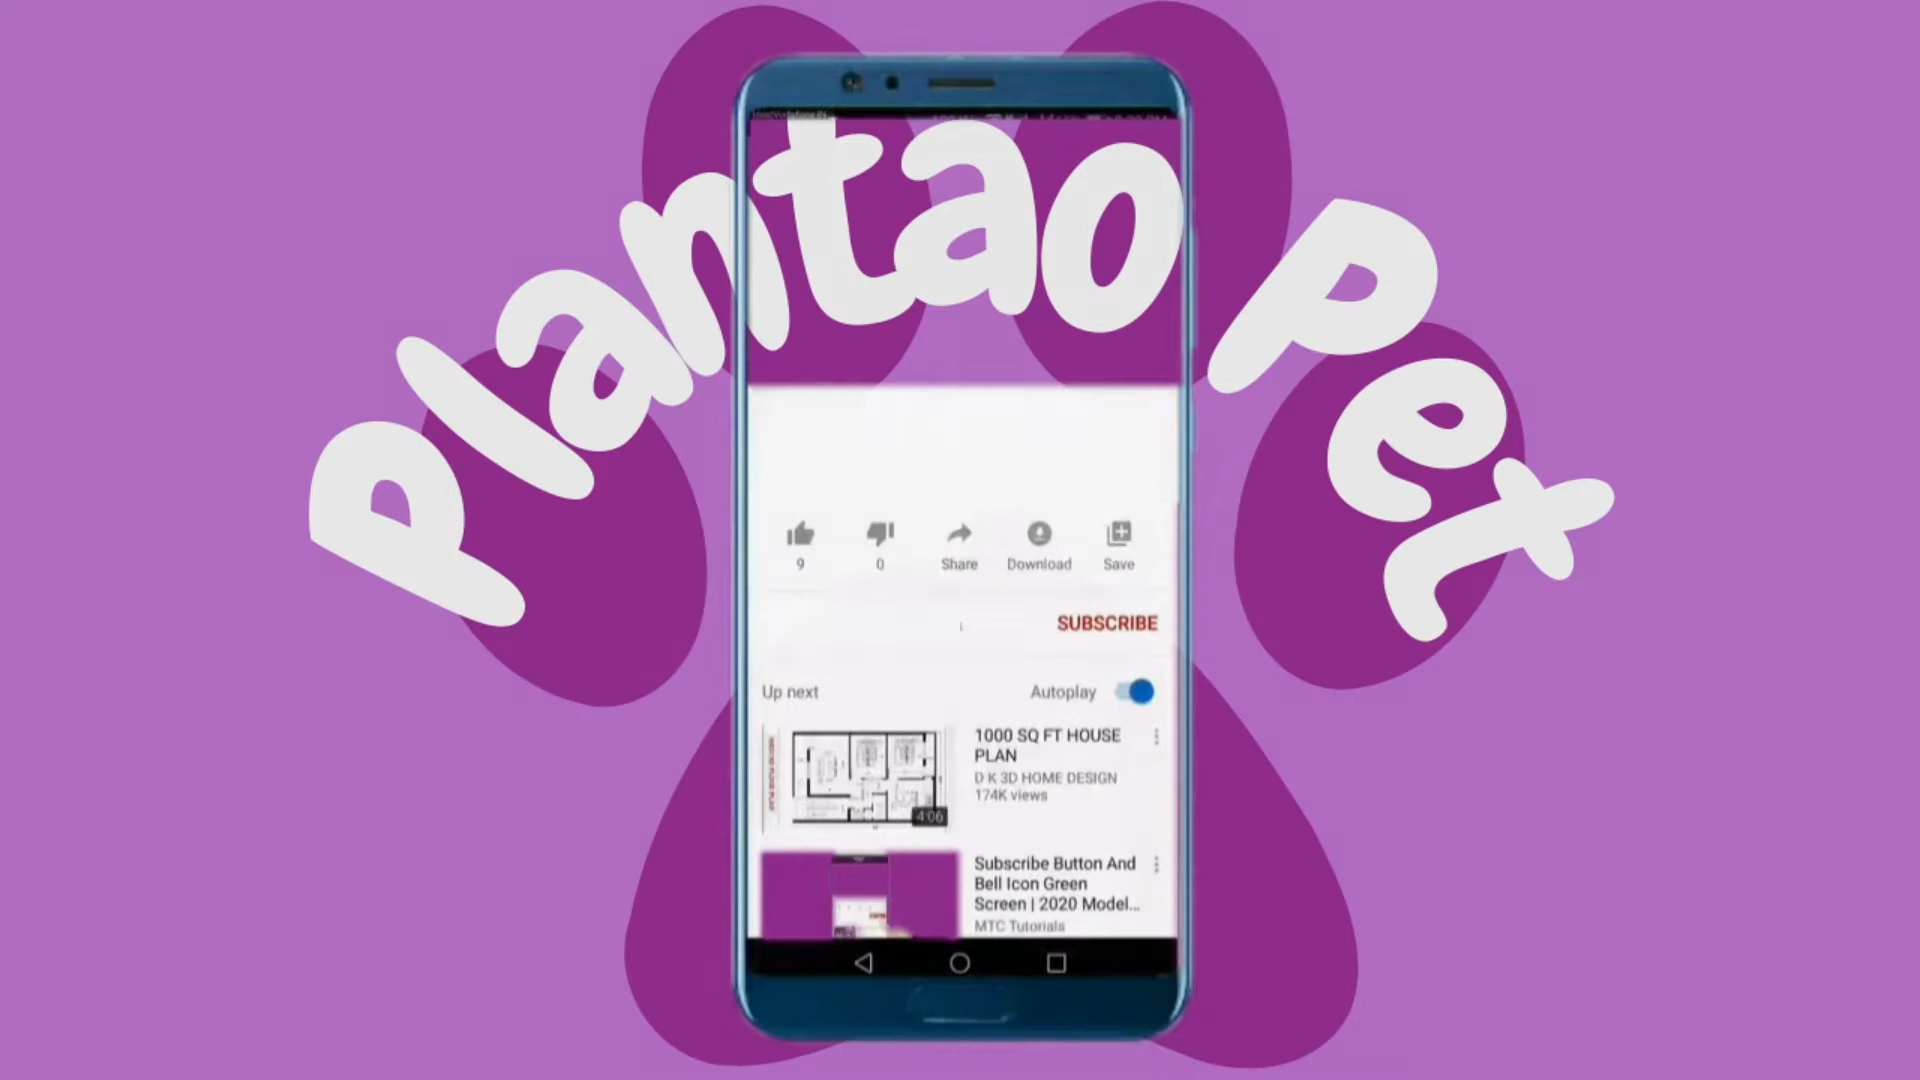 Plantao Pet
9
0
Share
Download
Save
SUBSCRIBE
Up next
Autoplay
1000 SQ FT HOUSE
PLAN
D K 3D HOME DESIGN
174K views
4:06
Subscribe Button And
Bell Icon Green
Screen | 2020 Model...
MTC Tutorials